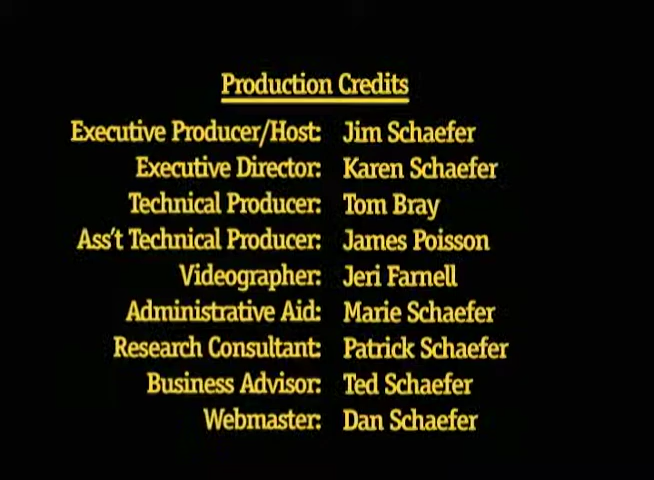 Production Credits
Executive Producer/Host: Jim Schaefer
Executive Director: Karen Schaefer
Technical Producer: Tom Bray
Ass't Technical Producer: James Poisson
Videographer: Jeri Farnell
Administrative Aid: Marie Schaefer
Research Consultant: Patrick Schaefer
Business Advisor: Ted Schaefer
Webmaster: Dan Schaefer